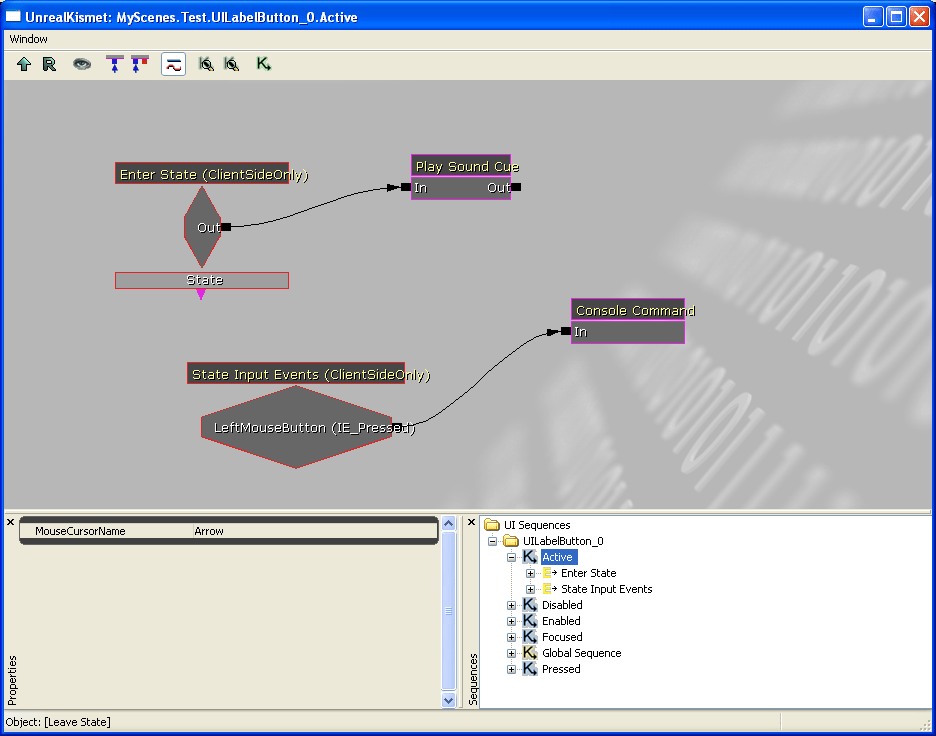 UnrealKismet: MyScenes.Test.UILabelButton_0.Active
Window
Enter State (ClientSideOnly)
Out
State
Play Sound Cue
In Out
Console Command
In
State Input Events (ClientSideOnly)
LeftMouseButton (IE_Pressed)
Properties
MouseCursorName Arrow
Sequences
UI Sequences
UILabelButton_0
Active
Enter State
State Input Events
Disabled
Enabled
Focused
Global Sequence
Pressed
Object: [Leave State]